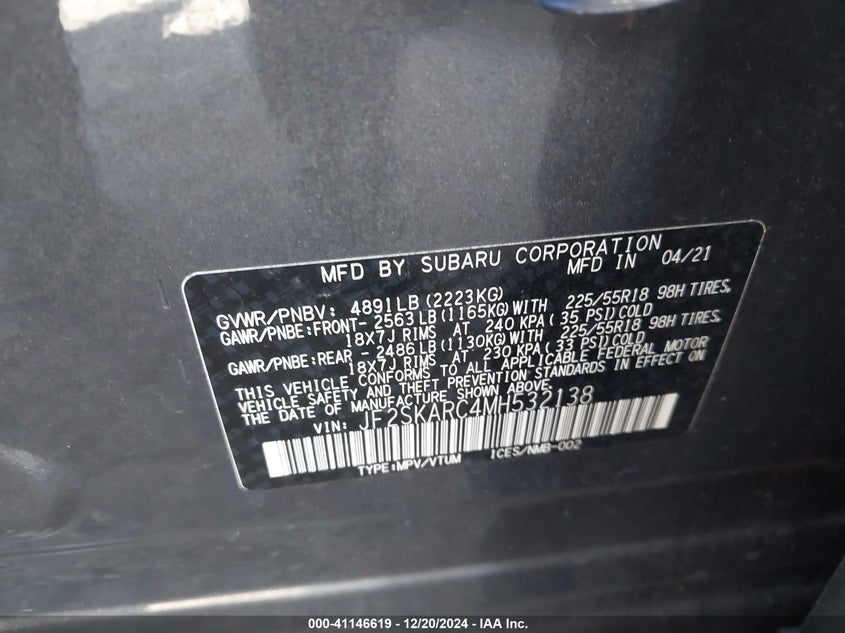 MFD BY SUBARU CORPORATION
MFD IN 04/21
GVWR/PNBV: 4891LB (2223KG)
GAWR/PNBE:FRONT- 2563LB (1165KG) WITH 225/55R18 98H TIRES,
18X7J RIMS AT 240 KPA ( 35 PSI) COLD
GAWR/PNBE:REAR - 2486LB (1130KG) WITH 225/55R18 98H TIRES,
18X7J RIMS AT 230 KPA ( 33 PSI) COLD
THIS VEHICLE CONFORMS TO ALL APPLICABLE FEDERAL MOTOR
VEHICLE SAFETY AND THEFT PREVENTION STANDARDS IN EFFECT ON
THE DATE OF MANUFACTURE SHOWN ABOVE.
VIN: JF2SKARC4MH532138
TYPE:MPV/VTUM ICES/NMB-002
000-41146619 - 12/20/2024 - IAA Inc.